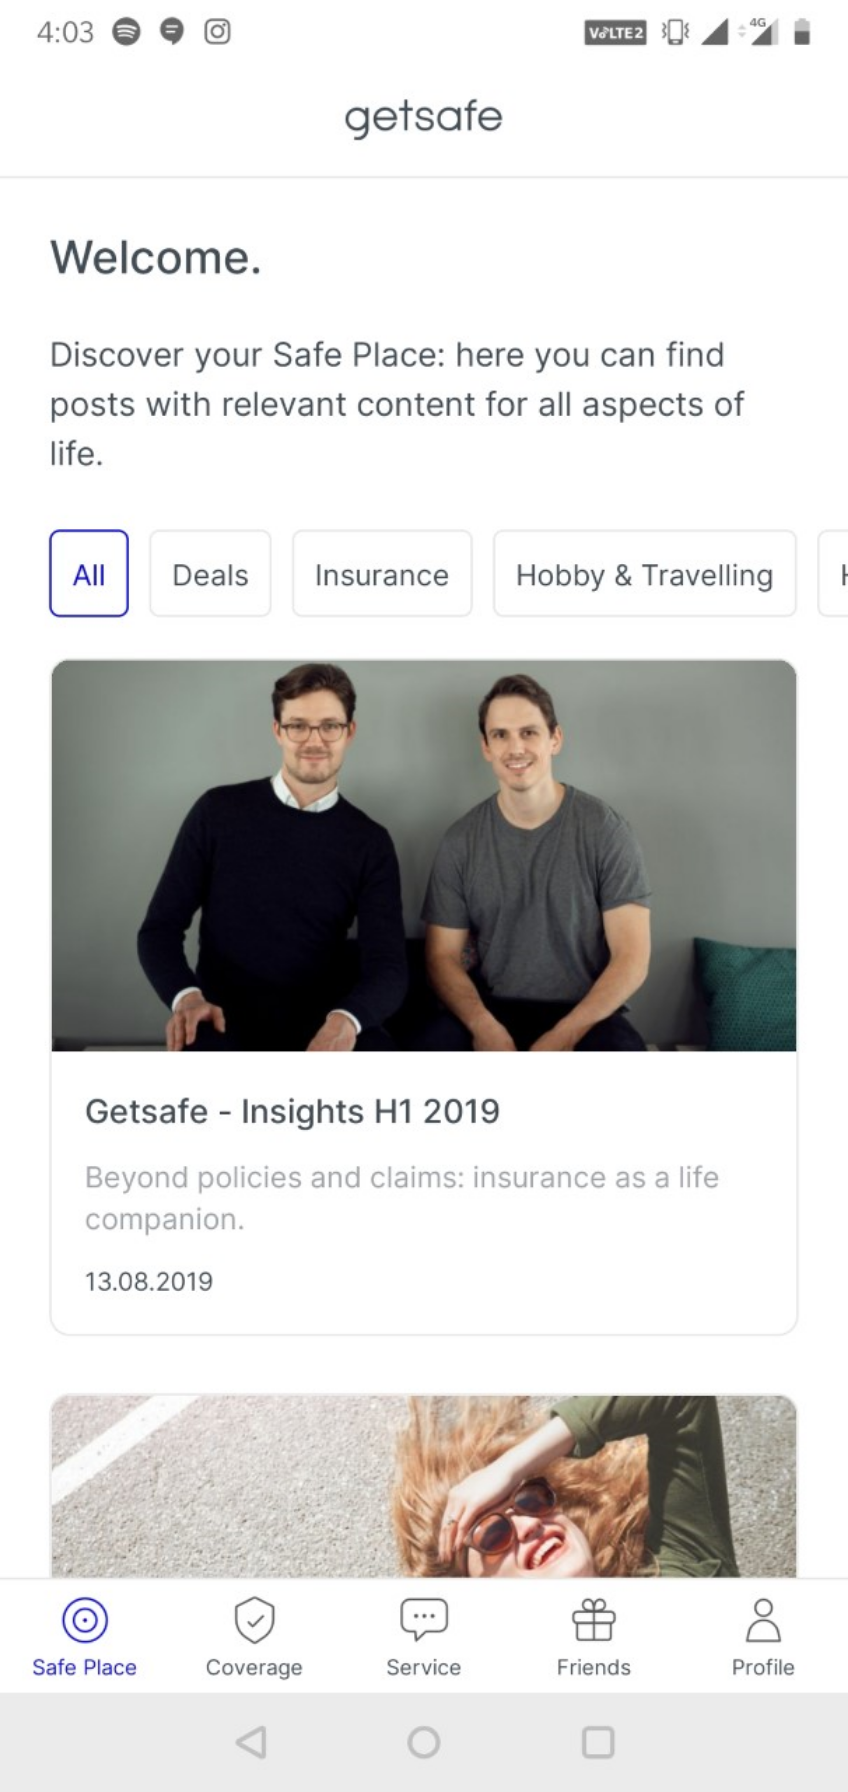 4:03
VoLTE2
4G
getsafe
Welcome.
Discover your Safe Place: here you can find
posts with relevant content for all aspects of
life.
All
Deals
Insurance
Hobby & Travelling
Getsafe - Insights H1 2019
Beyond policies and claims: insurance as a life
companion.
13.08.2019
Safe Place
Coverage
Service
Friends
Profile